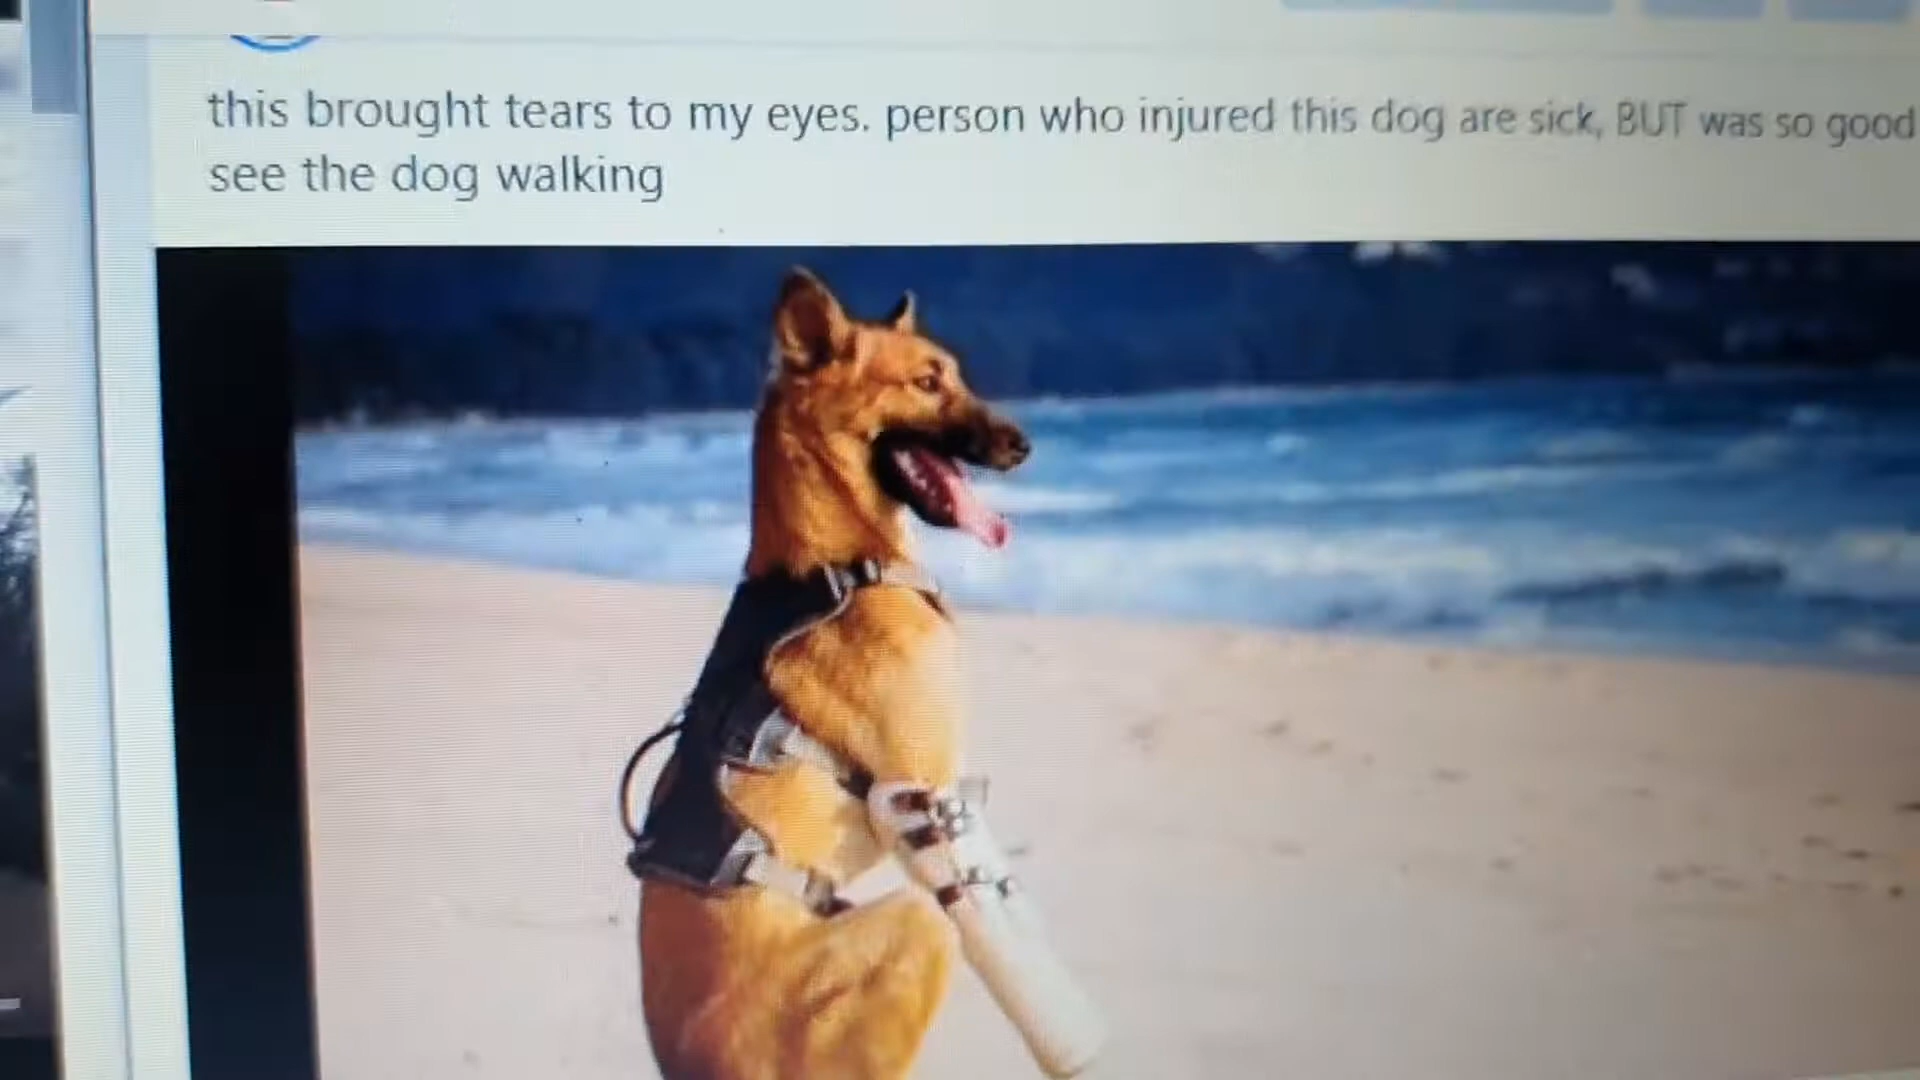 this brought tears to my eyes. person who injured this dog are sick, BUT was so good
see the dog walking